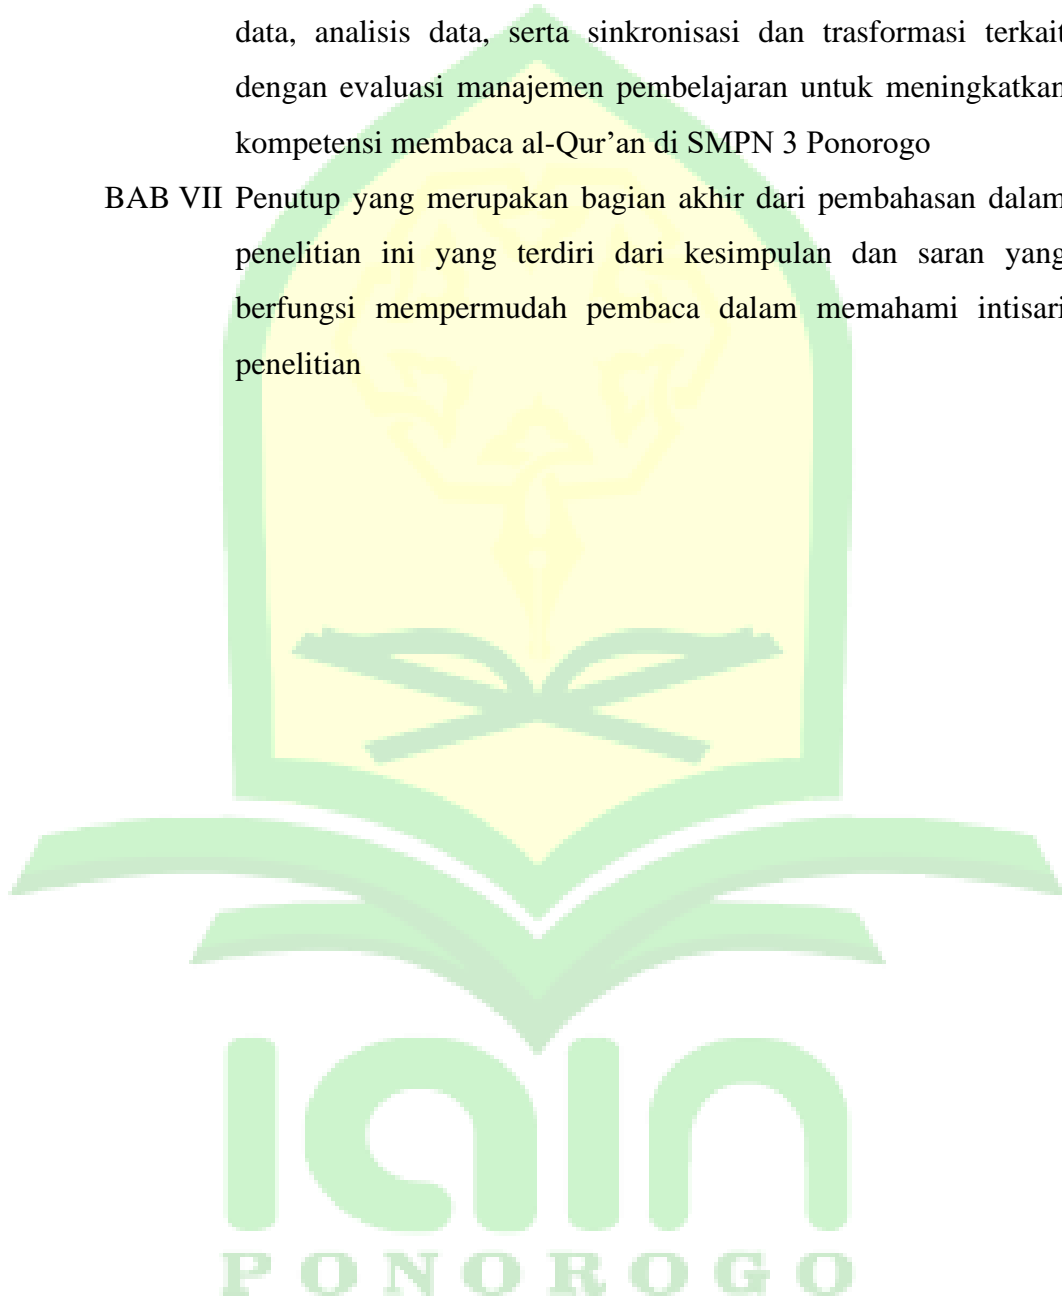 data, analisis data, serta sinkronisasi dan trasformasi terkait
dengan evaluasi manajemen pembelajaran untuk meningkatkan
kompetensi membaca al-Qur’an di SMPN 3 Ponorogo
BAB VII Penutup yang merupakan bagian akhir dari pembahasan dalam
penelitian ini yang terdiri dari kesimpulan dan saran yang
berfungsi mempermudah pembaca dalam memahami intisari
penelitian
iain
PONOROGO